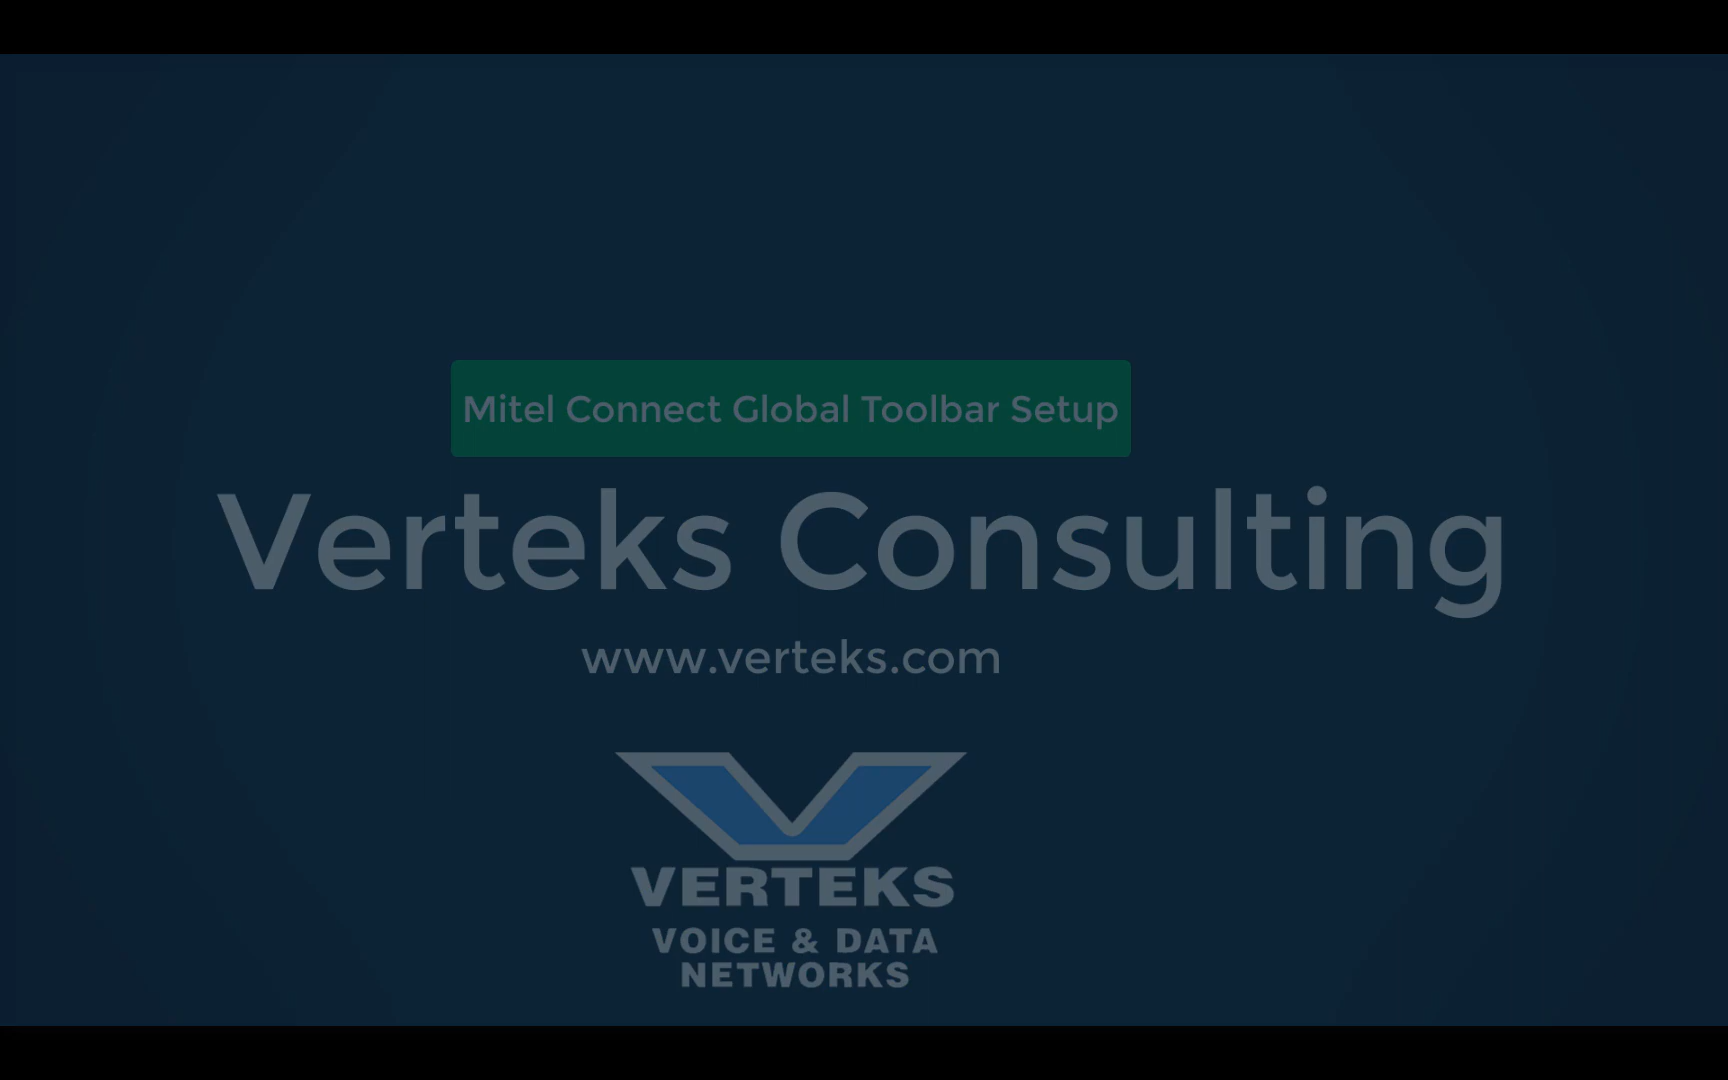 Mitel Connect Global Toolbar Setup
Verteks Consulting
www.verteks.com
VERTEKS
VOICE & DATA
NETWORKS